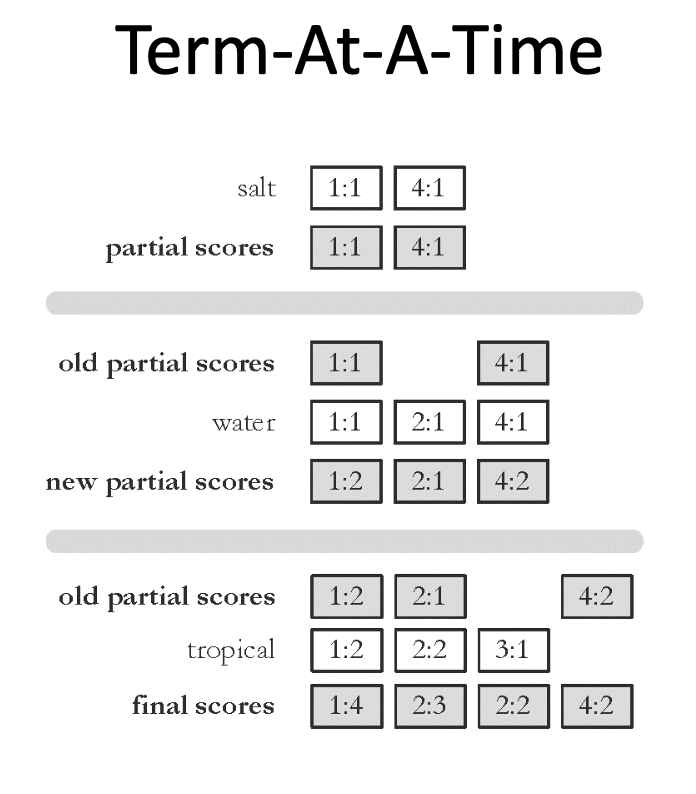 Term-At-A-Time
salt 1:1 4:1
partial scores 1:1 4:1
old partial scores 1:1 4:1
water 1:1 2:1 4:1
new partial scores 1:2 2:1 4:2
old partial scores 1:2 2:1 4:2
tropical 1:2 2:2 3:1
final scores 1:4 2:3 2:2 4:2